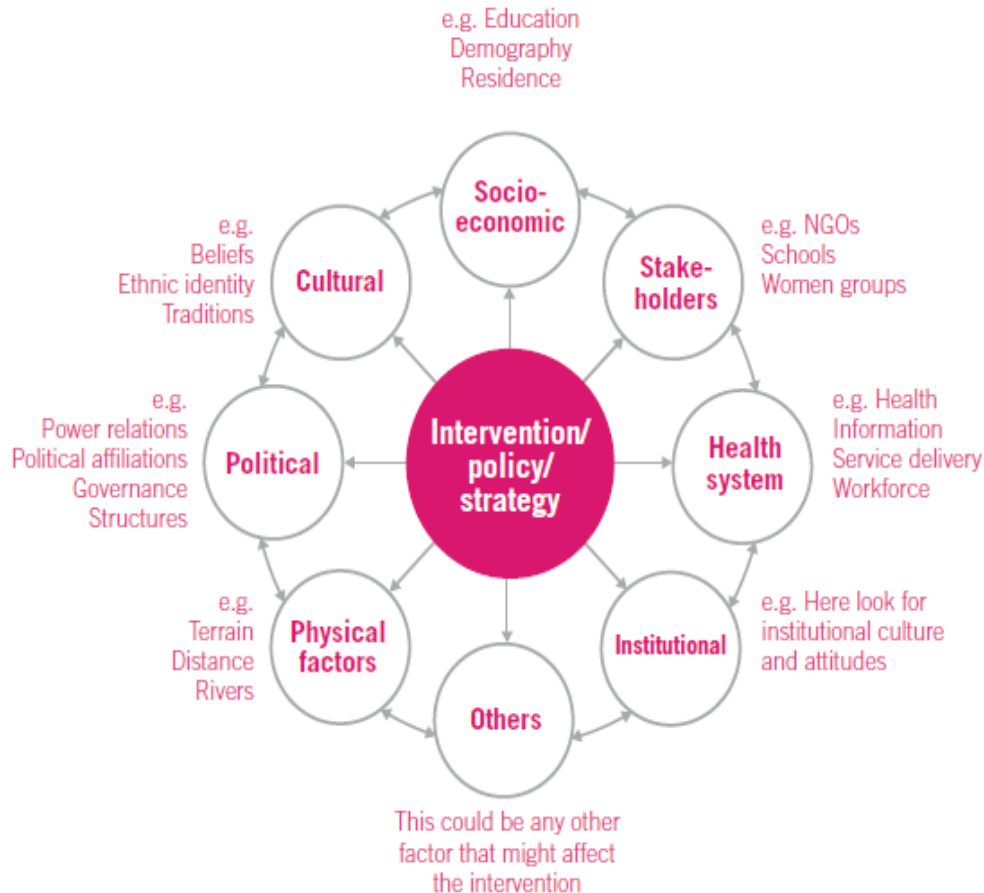 e.g. Education
Demography
Residence
Socio-
economic
e.g.
Beliefs
Ethnic identity
Traditions
Cultural
Stake-
holders
e.g. NGOs
Schools
Women groups
e.g.
Power relations
Political affiliations
Governance
Structures
Political
Intervention/
policy/
strategy
Health
system
e.g. Health
Information
Service delivery
Workforce
e.g.
Terrain
Distance
Rivers
Physical
factors
Institutional
e.g. Here look for
institutional culture
and attitudes
Others
This could be any other
factor that might affect
the intervention